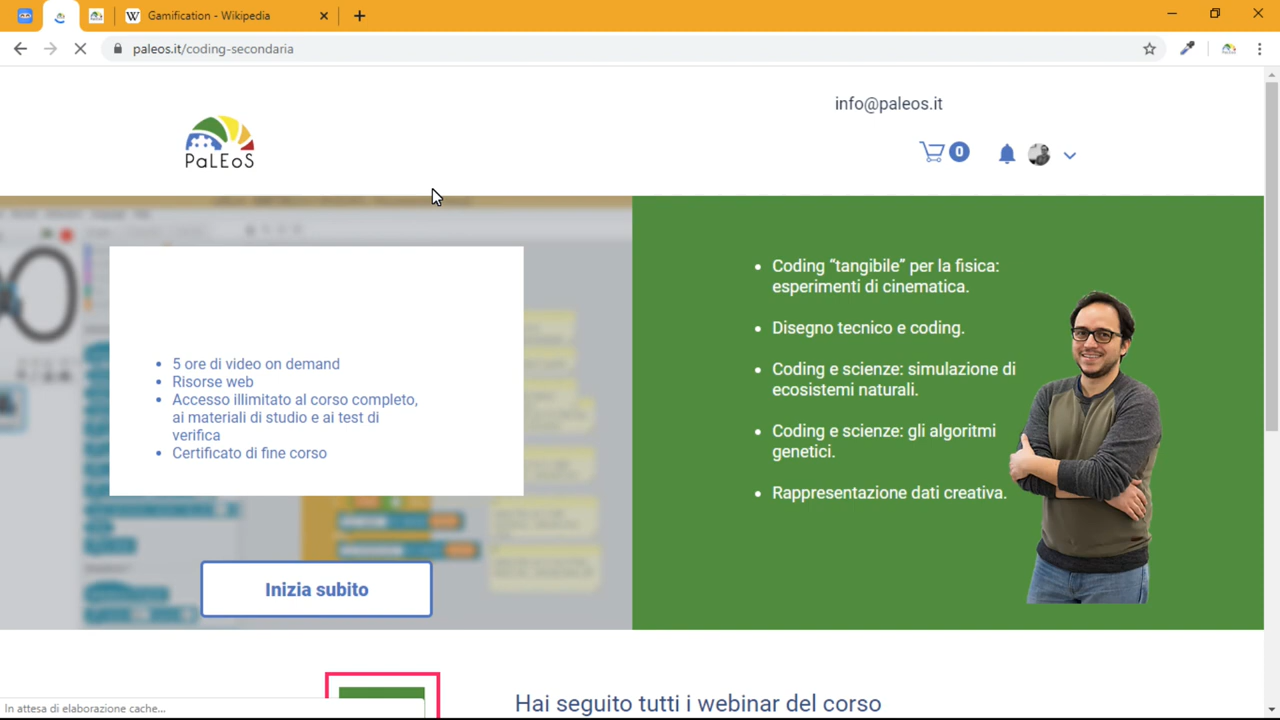 Gamification - Wikipedia
paleos.it/coding-secondaria
info@paleos.it
PaLEoS
0
5 ore di video on demand
Risorse web
Accesso illimitato al corso completo,
ai materiali di studio e ai test di
verifica
Certificato di fine corso
Inizia subito
Coding “tangibile” per la fisica:
esperimenti di cinematica.
Disegno tecnico e coding.
Coding e scienze: simulazione di
ecosistemi naturali.
Coding e scienze: gli algoritmi
genetici.
Rappresentazione dati creativa.
Hai seguito tutti i webinar del corso
In attesa di elaborazione cache...